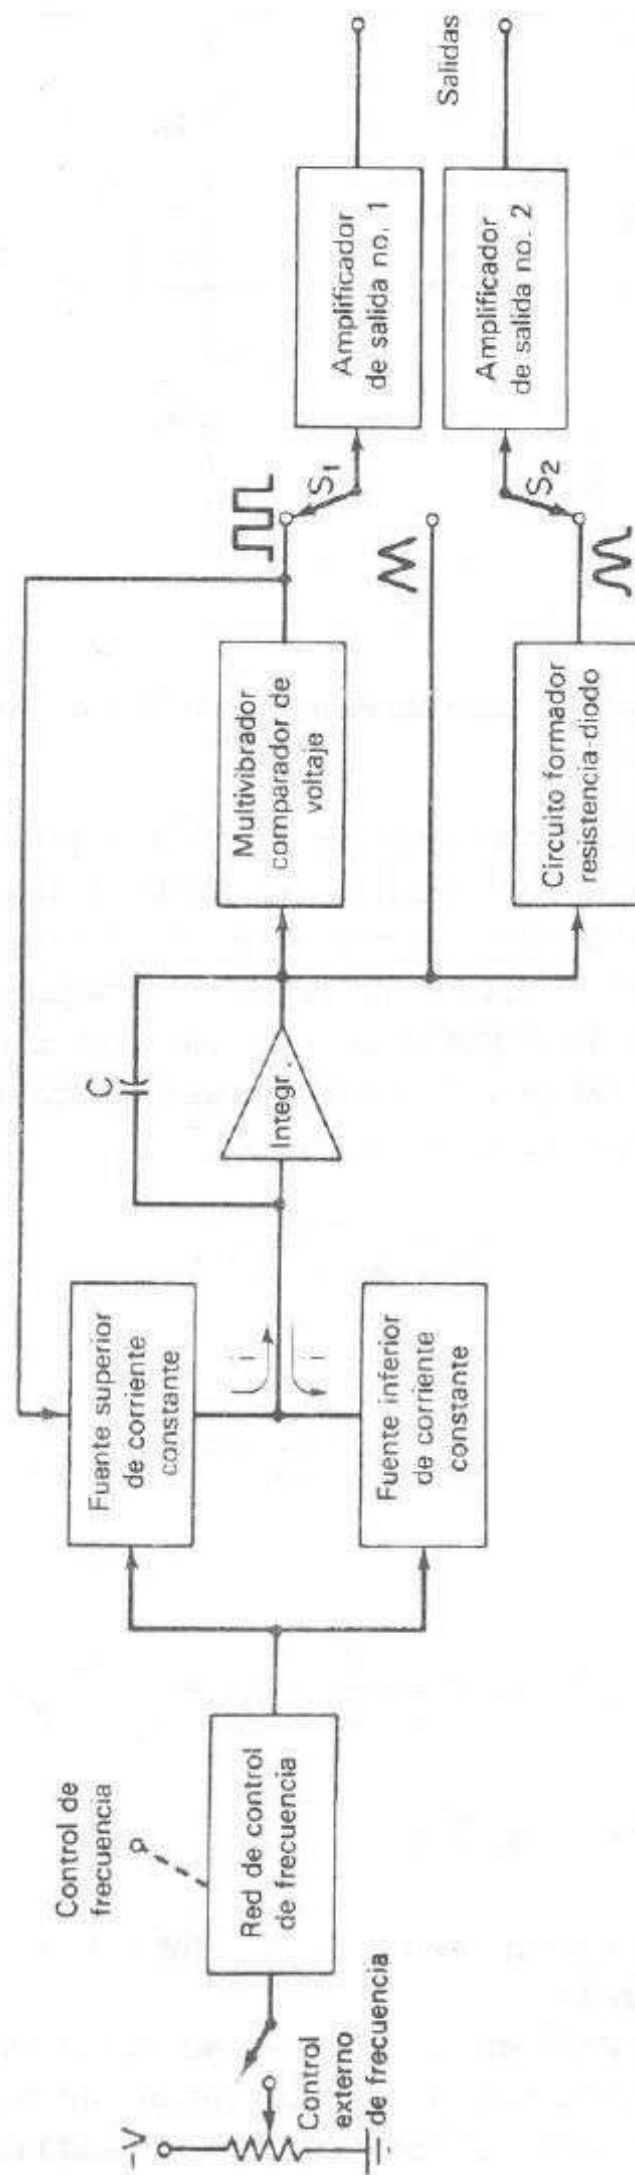 -V
Control
externo
de frecuencia
Control de
frecuencia
Red de control
de frecuencia
Fuente superior
de corriente
constante
i
i
Fuente inferior
de corriente
constante
C
Integr.
Multivibrador
comparador de
voltaje
Circuito formador
resistencia-diodo
S1
S2
Amplificador
de salida no. 1
Amplificador
de salida no. 2
Salidas